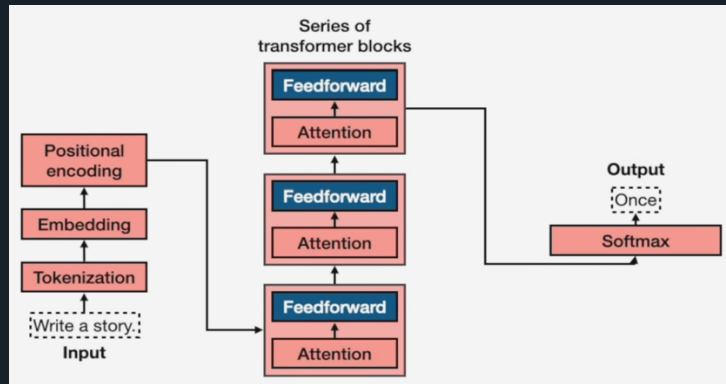 Series of
transformer blocks
Feedforward
Attention
Feedforward
Attention
Feedforward
Attention
Positional
encoding
Embedding
Tokenization
Write a story.
Input
Output
Once
Softmax